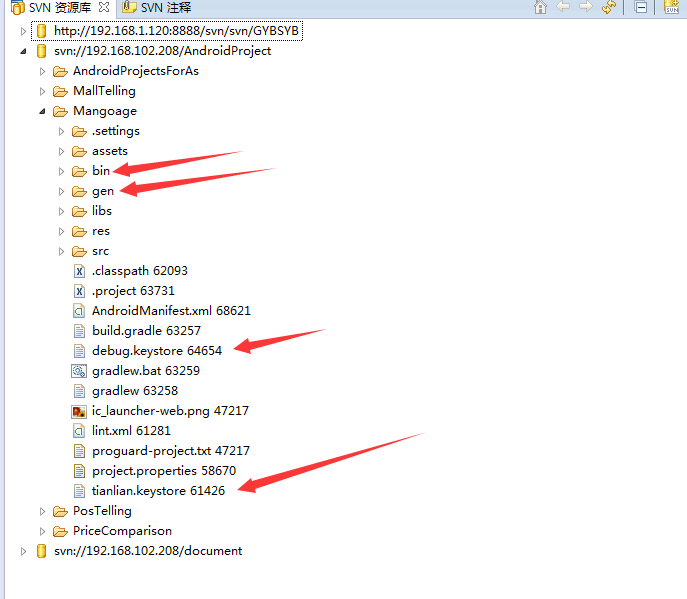 SVN 资源库 SVN 注释
http://192.168.1.120:8888/svn/svn/GYBSYB
svn://192.168.102.208/AndroidProject
AndroidProjectsForAs
MallTelling
Mangoage
.settings
assets
bin
gen
libs
res
src
.classpath 62093
.project 63731
AndroidManifest.xml 68621
build.gradle 63257
debug.keystore 64654
gradlew.bat 63259
gradlew 63258
ic_launcher-web.png 47217
lint.xml 61281
proguard-project.txt 47217
project.properties 58670
tianlian.keystore 61426
PosTelling
PriceComparison
svn://192.168.102.208/document